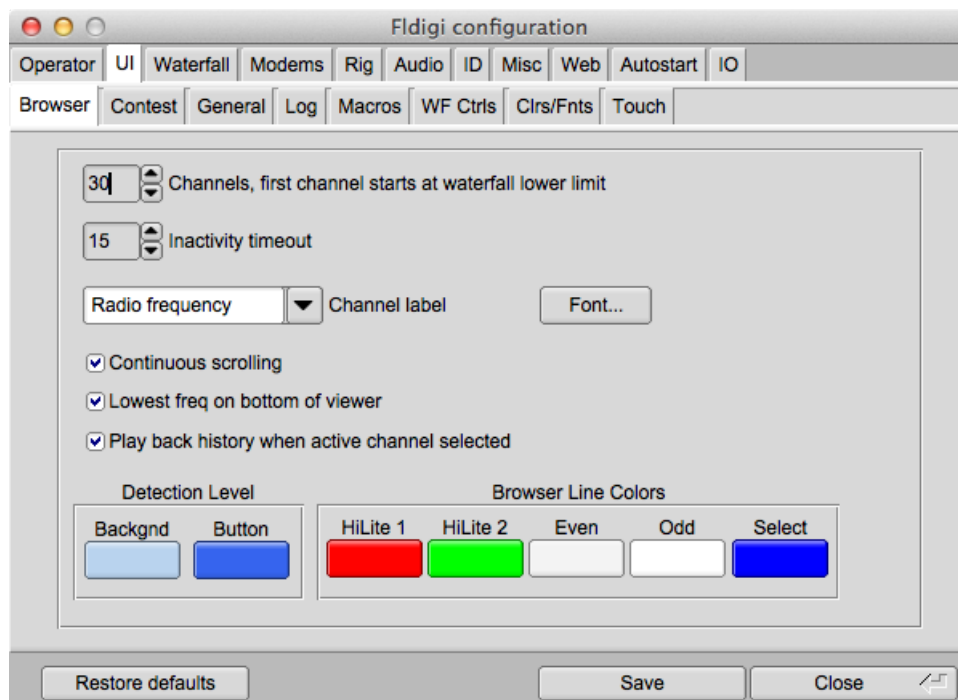 Fldigi configuration
Operator UI Waterfall Modems Rig Audio ID Misc Web Autostart IO
Browser Contest General Log Macros WF Ctrls Clrs/Fnts Touch
30 Channels, first channel starts at waterfall lower limit
15 Inactivity timeout
Radio frequency Channel label Font...
Continuous scrolling
Lowest freq on bottom of viewer
Play back history when active channel selected
Detection Level Browser Line Colors
Backgnd Button HiLite 1 HiLite 2 Even Odd Select
Restore defaults Save Close